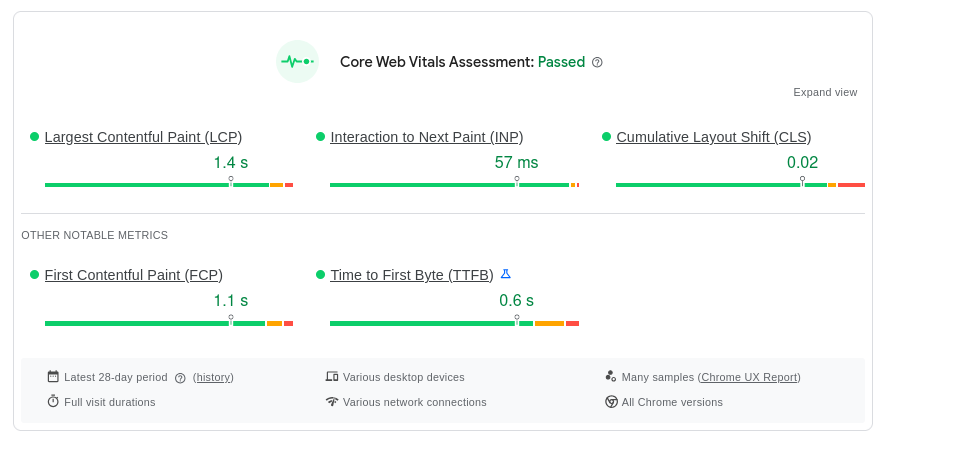 Core Web Vitals Assessment: Passed
Expand view
Largest Contentful Paint (LCP)
1.4 s
Interaction to Next Paint (INP)
57 ms
Cumulative Layout Shift (CLS)
0.02
OTHER NOTABLE METRICS
First Contentful Paint (FCP)
1.1 s
Time to First Byte (TTFB)
0.6 s
Latest 28-day period (history)
Various desktop devices
Many samples (Chrome UX Report)
Full visit durations
Various network connections
All Chrome versions